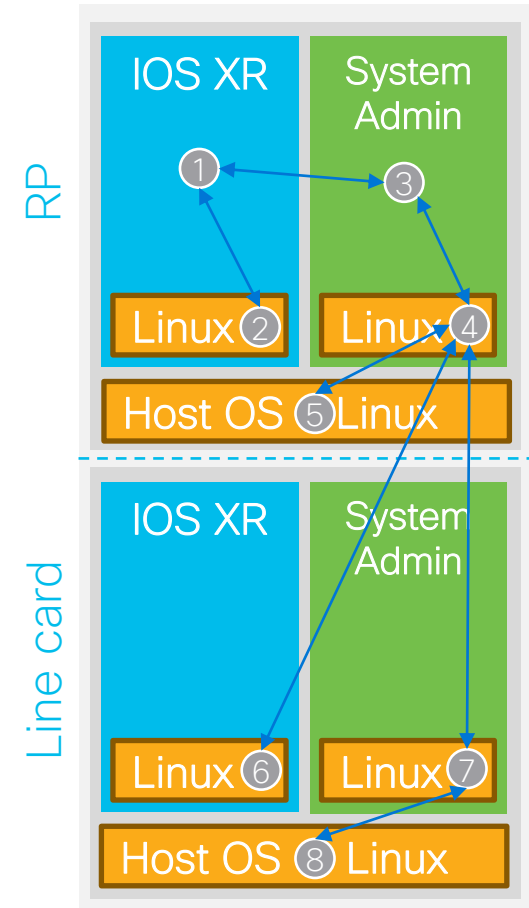 RP
IOS XR
System
Admin
1
3
Linux 2
Linux 4
Host OS 5 Linux
Line card
IOS XR
System
Admin
Linux 6
Linux 7
Host OS 8 Linux